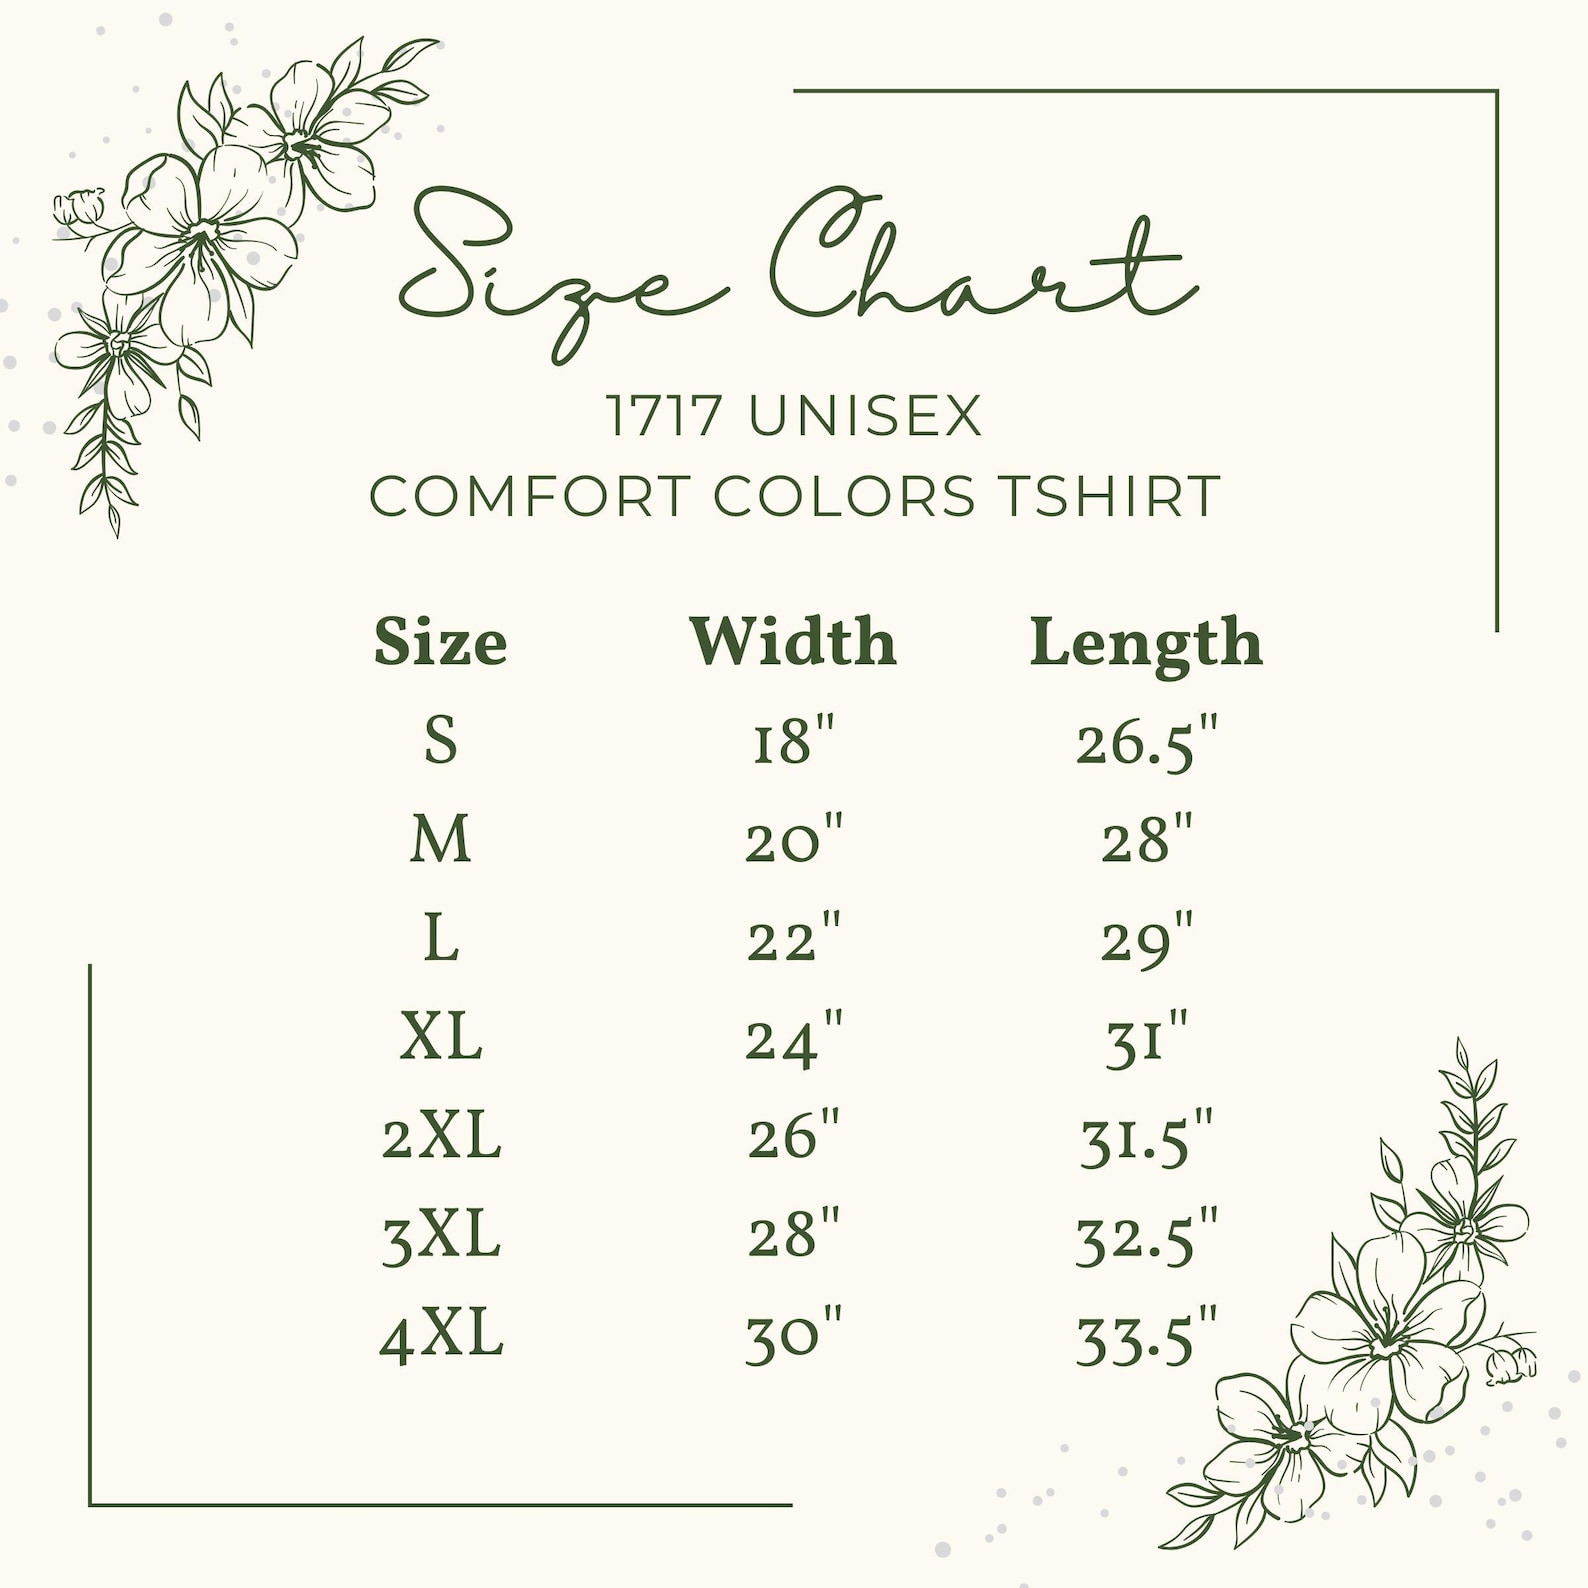 Size Chart
1717 UNISEX
COMFORT COLORS TSHIRT
Size Width Length
S 18" 26.5"
M 20" 28"
L 22" 29"
XL 24" 31"
2XL 26" 31.5"
3XL 28" 32.5"
4XL 30" 33.5"